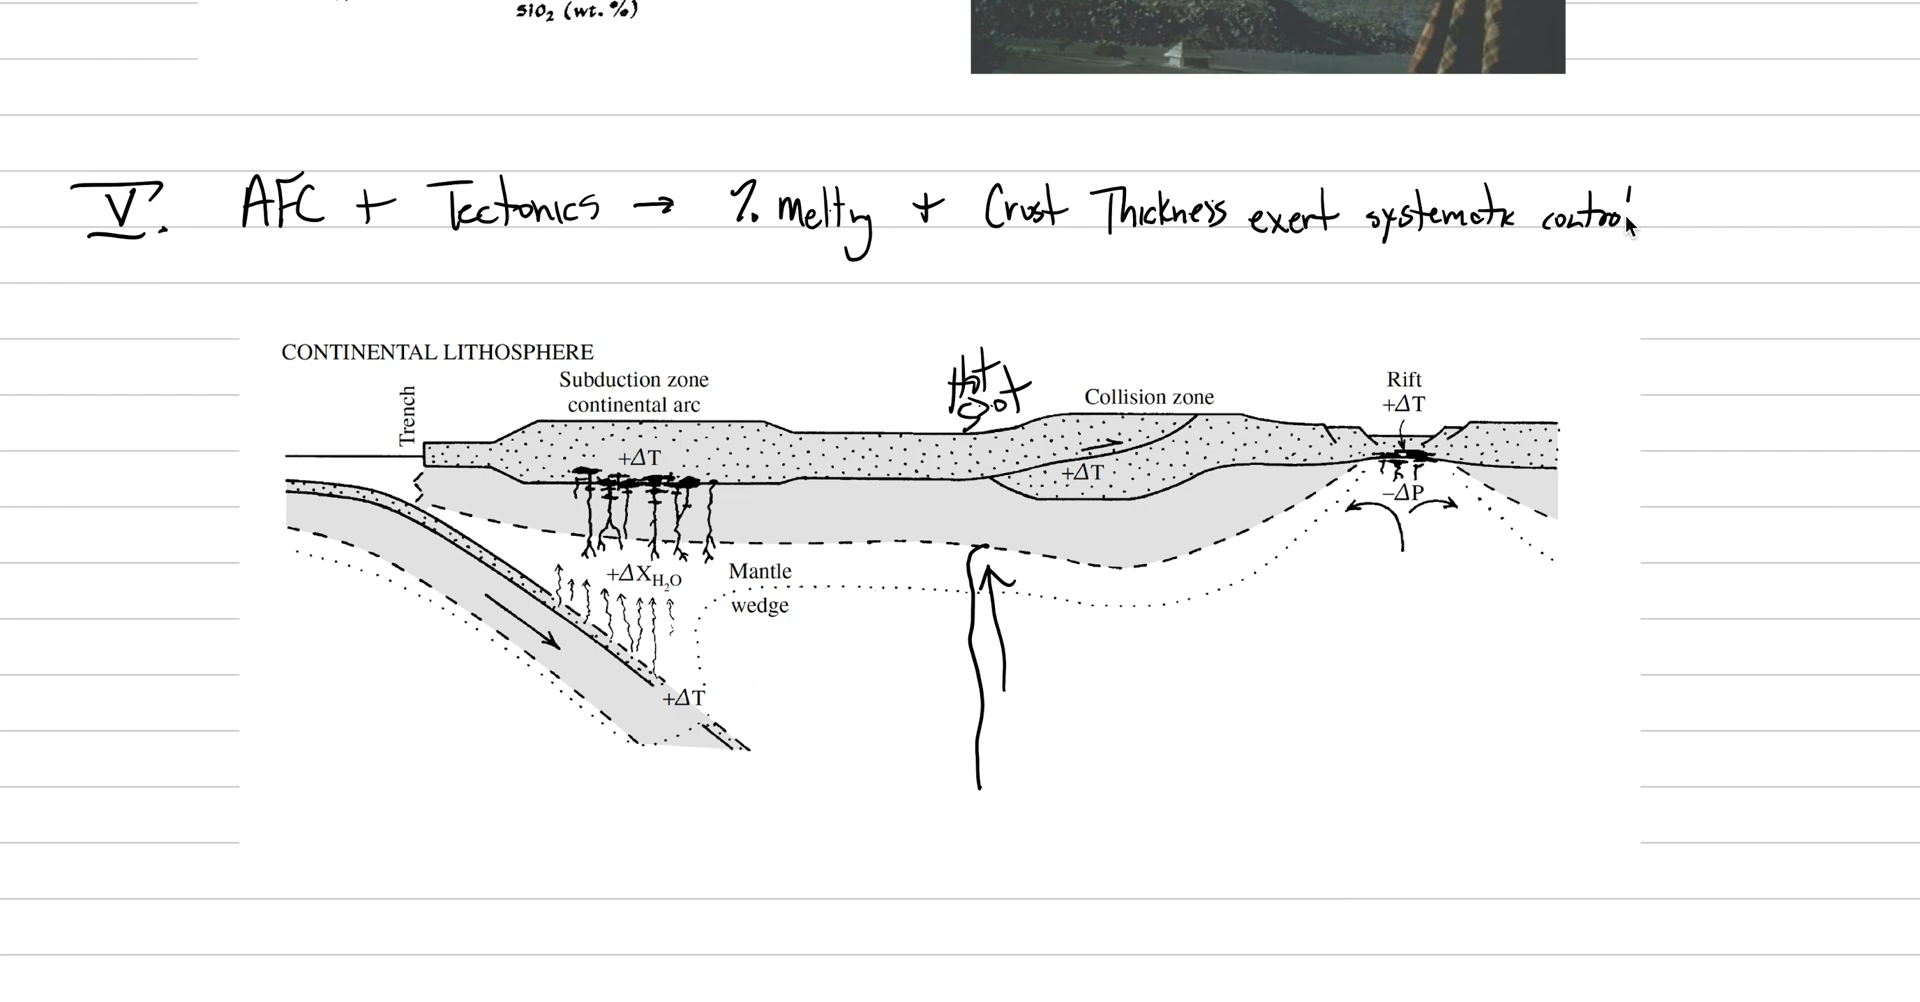 SiO₂ (wt. %)
V. AFC + Tectonics → % melting + Crust Thickness exert systematic control
CONTINENTAL LITHOSPHERE
Trench
Subduction zone
continental arc
Hot
Spot
Collision zone
Rift
+ΔT
+ΔT
+ΔT
−ΔP
+ΔX_H₂O
Mantle
wedge
+ΔT